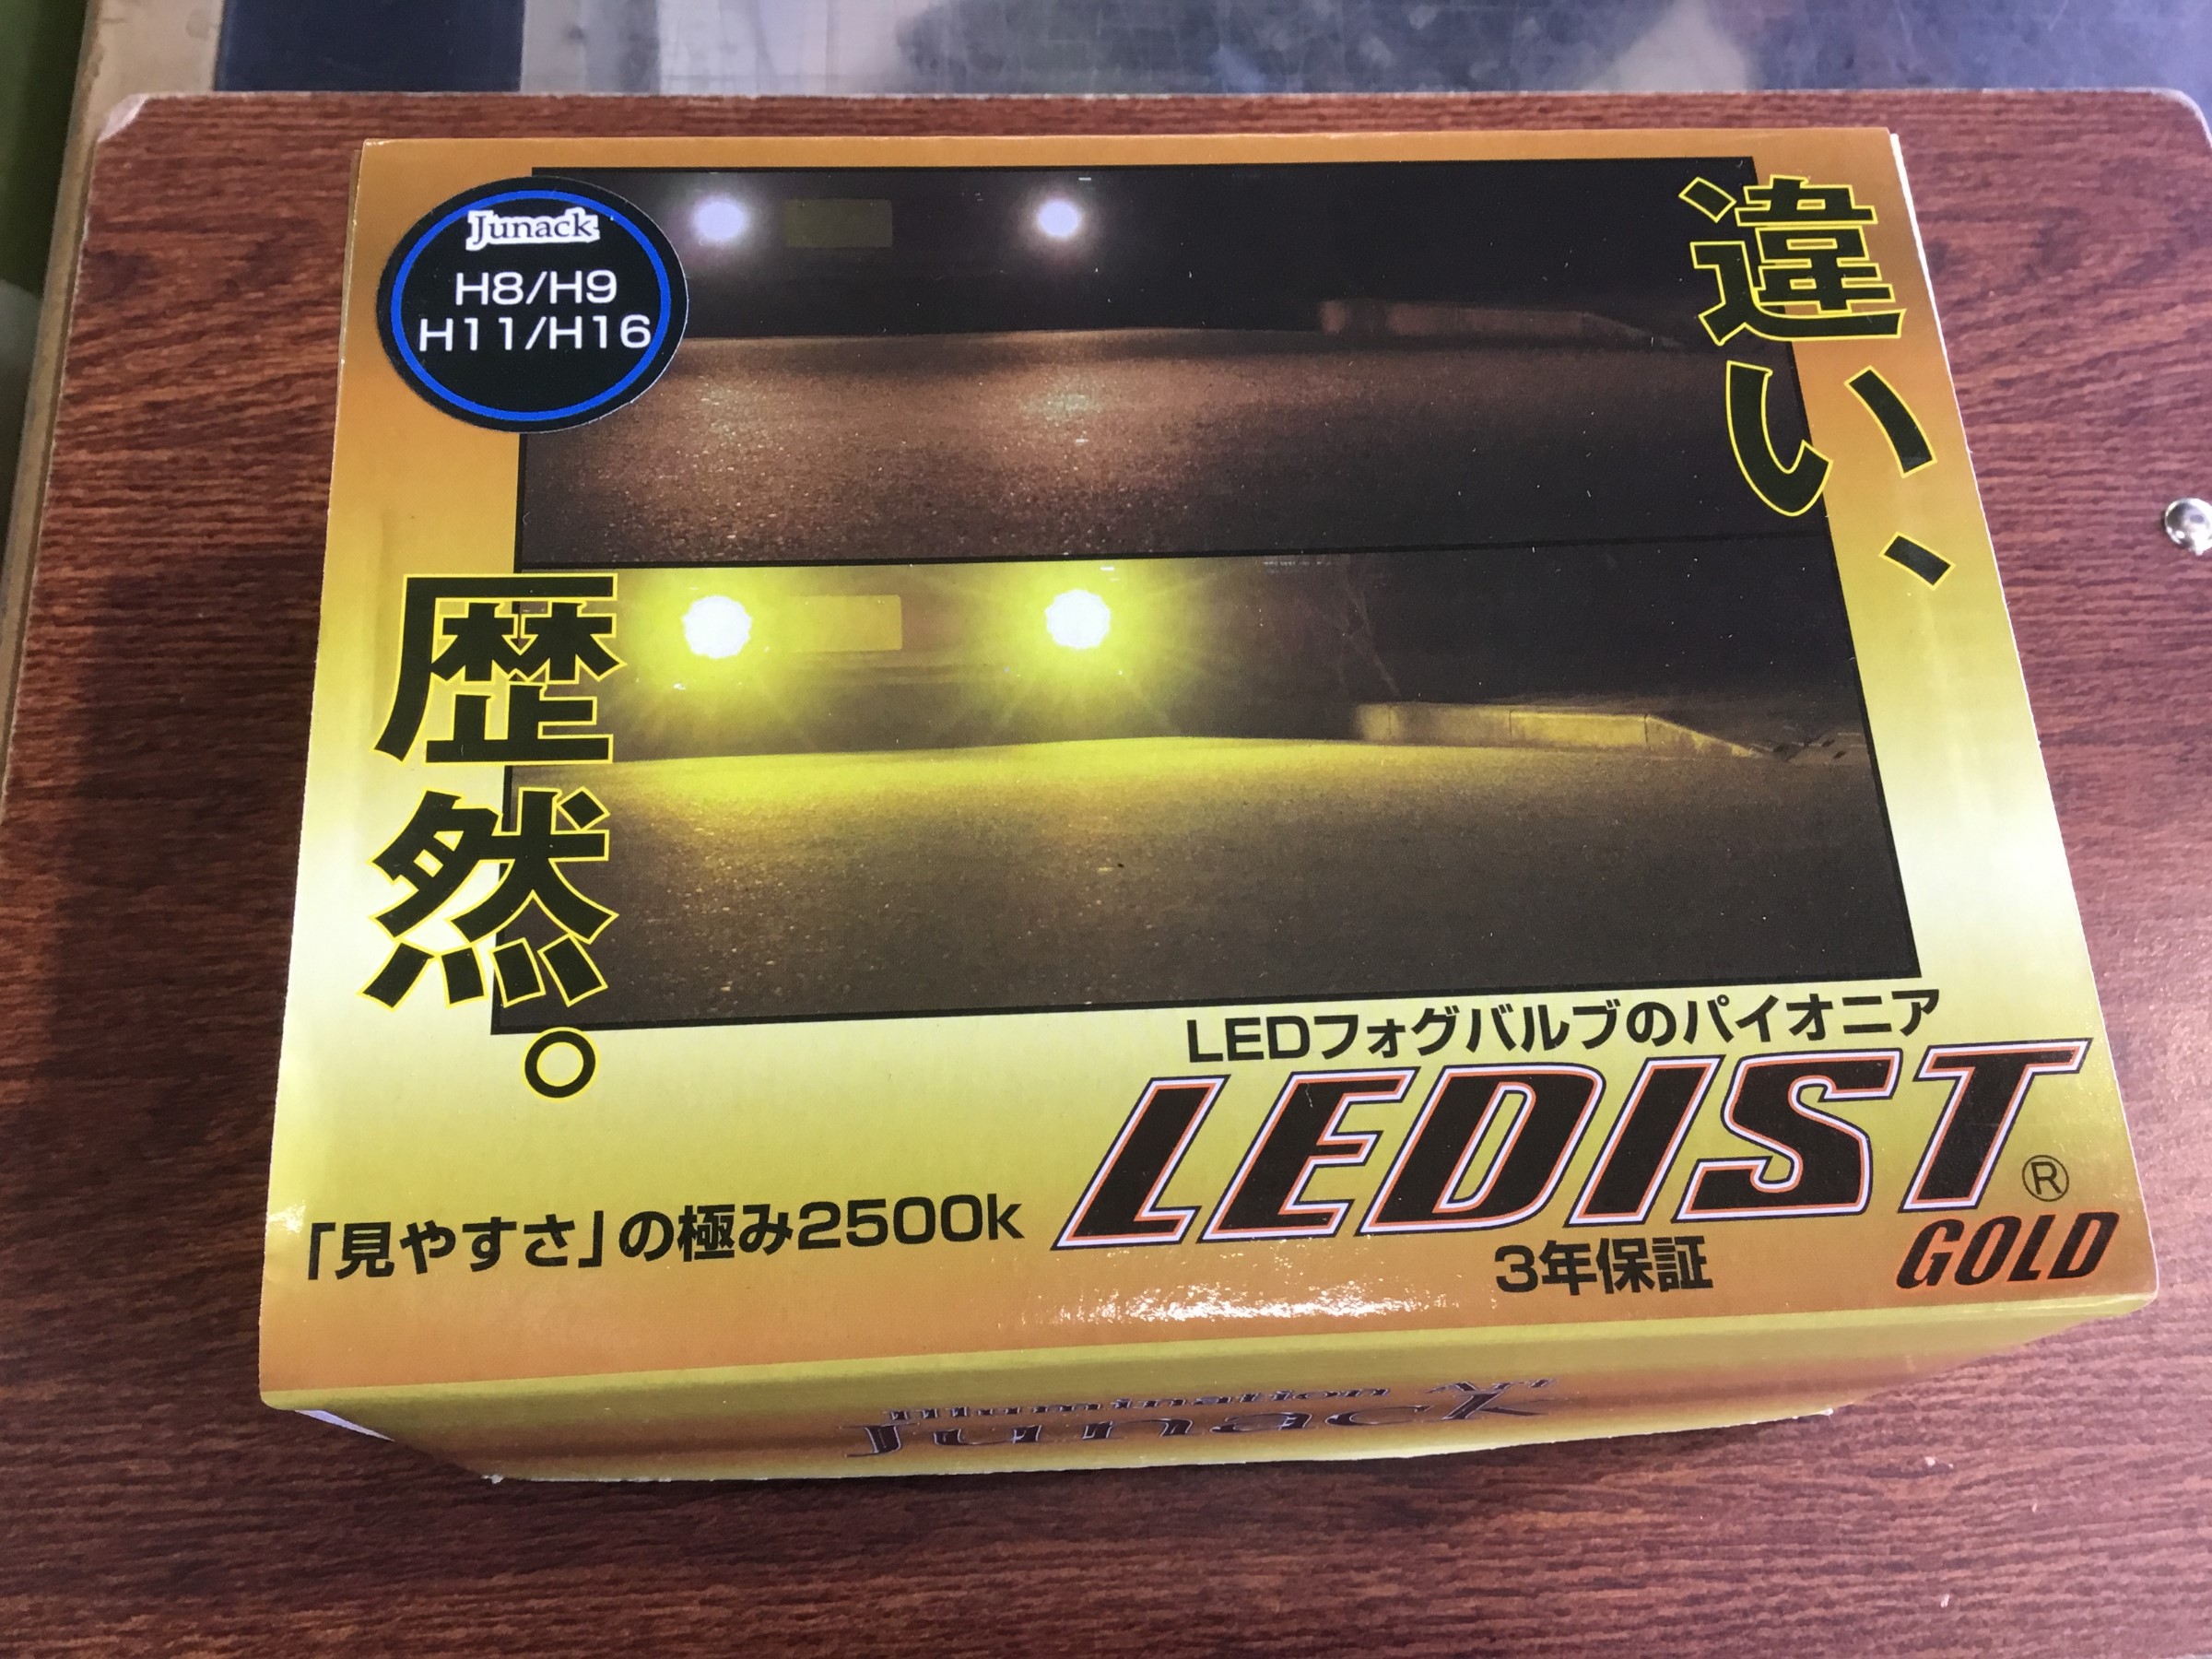 Junack
H8/H9
H11/H16
違い、
歴然。
LEDフォグバルブのパイオニア
LEDIST®
GOLD
「見やすさ」の極み2500k
3年保証
Illumination Art
Junack